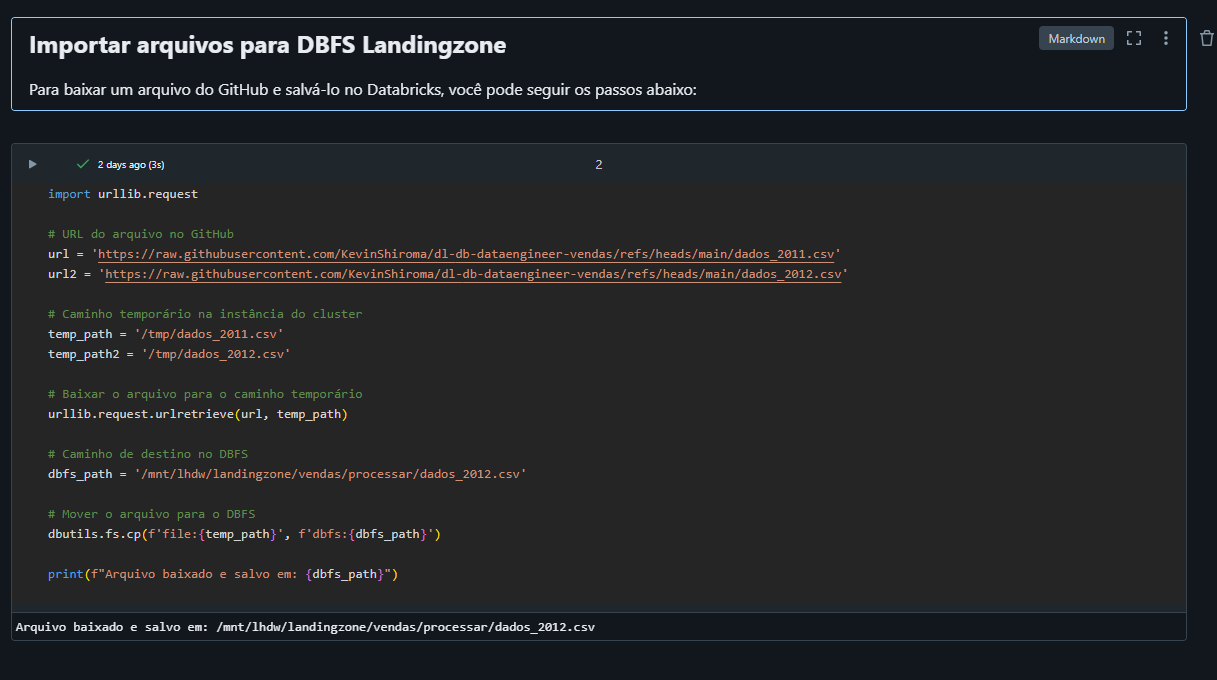 Importar arquivos para DBFS Landingzone
Markdown
Para baixar um arquivo do GitHub e salvá-lo no Databricks, você pode seguir os passos abaixo:
2 days ago (3s)
2
import urllib.request
# URL do arquivo no GitHub
url = 'https://raw.githubusercontent.com/KevinShiroma/dl-db-dataengineer-vendas/refs/heads/main/dados_2011.csv'
url2 = 'https://raw.githubusercontent.com/KevinShiroma/dl-db-dataengineer-vendas/refs/heads/main/dados_2012.csv'
# Caminho temporário na instância do cluster
temp_path = '/tmp/dados_2011.csv'
temp_path2 = '/tmp/dados_2012.csv'
# Baixar o arquivo para o caminho temporário
urllib.request.urlretrieve(url, temp_path)
# Caminho de destino no DBFS
dbfs_path = '/mnt/lhdw/landingzone/vendas/processar/dados_2012.csv'
# Mover o arquivo para o DBFS
dbutils.fs.cp(f'file:{temp_path}', f'dbfs:{dbfs_path}')
print(f"Arquivo baixado e salvo em: {dbfs_path}")
Arquivo baixado e salvo em: /mnt/lhdw/landingzone/vendas/processar/dados_2012.csv